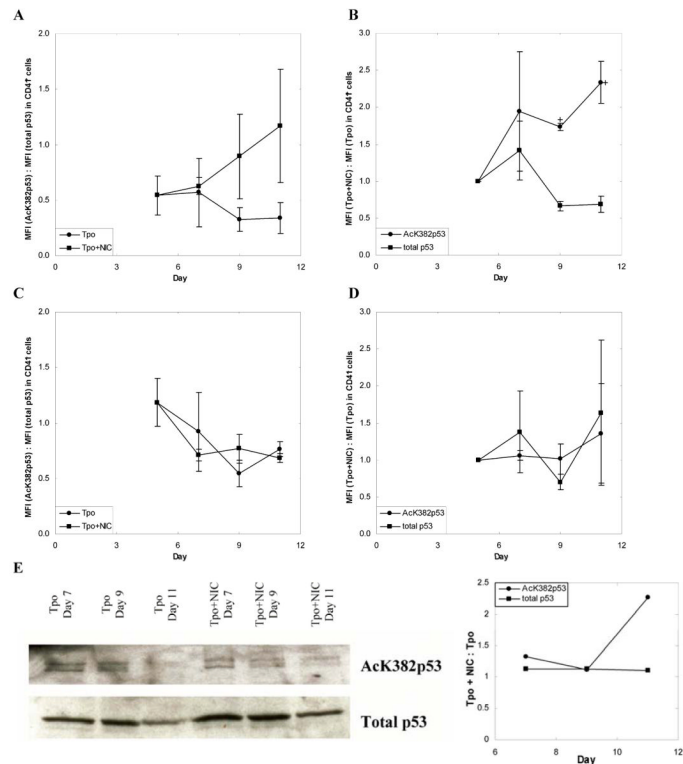 A
MFI (AcK382p53) : MFI (total p53) in CD41 cells
2.0
1.5
1.0
0.5
0.0
Tpo
Tpo+NIC
0 3 6 9 12
Day
B
MFI (Tpo+NIC) : MFI (Tpo) in CD41 cells
3.0
2.5
2.0
1.5
1.0
0.5
0.0
AcK382p53
total p53
0 3 6 9 12
Day
C
MFI (AcK382p53) : MFI (total p53) in CD41 cells
2.0
1.5
1.0
0.5
0.0
Tpo
Tpo+NIC
0 3 6 9 12
Day
D
MFI (Tpo+NIC) : MFI (Tpo) in CD41 cells
3.0
2.5
2.0
1.5
1.0
0.5
0.0
AcK382p53
total p53
0 3 6 9 12
Day
E
Tpo
Day 7
Tpo
Day 9
Tpo
Day 11
Tpo+NIC
Day 7
Tpo+NIC
Day 9
Tpo+NIC
Day 11
AcK382p53
Total p53
AcK382p53
total p53
Tpo + NIC : Tpo
2.5
2
1.5
1
0.5
0
6 8 10 12
Day